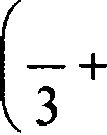 ( — +
3